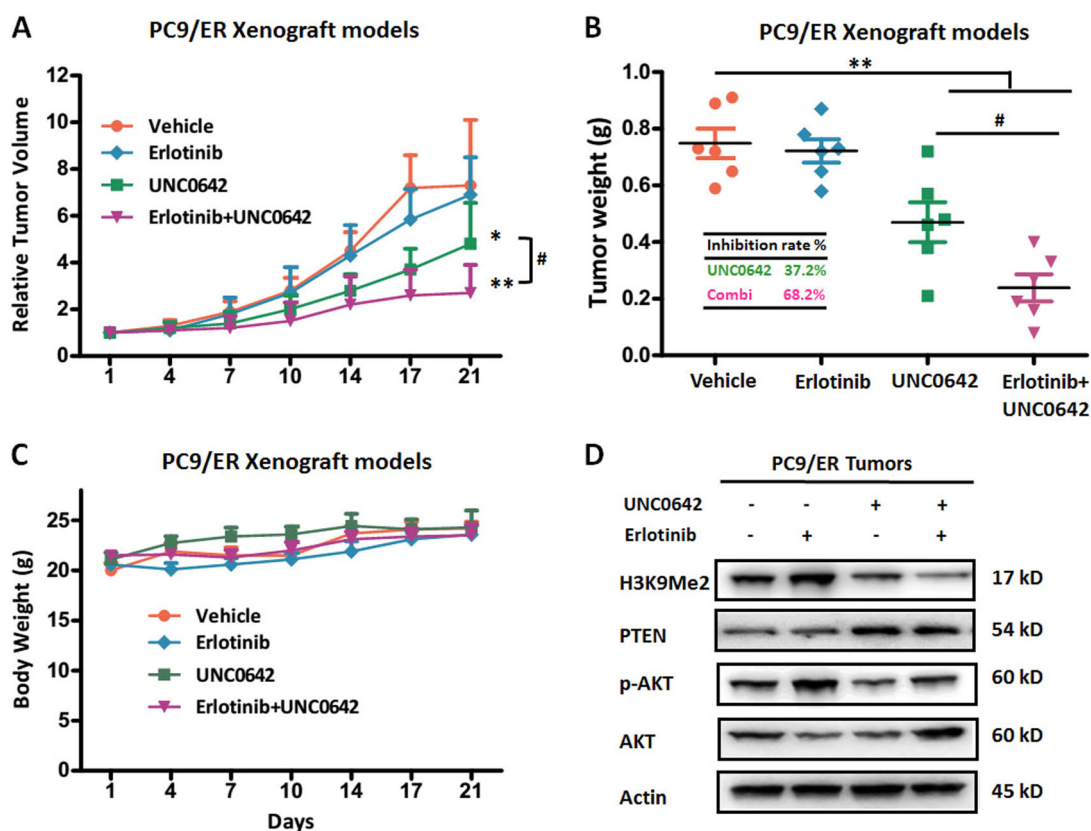 A
PC9/ER Xenograft models
Relative Tumor Volume
12
10
8
6
4
2
0
Vehicle
Erlotinib
UNC0642
Erlotinib+UNC0642
*
#
**
1 4 7 10 14 17 21
B
PC9/ER Xenograft models
Tumor weight (g)
1.0
0.8
0.6
0.4
0.2
0.0
**
#
Inhibition rate %
UNC0642 37.2%
Combi 68.2%
Vehicle Erlotinib UNC0642 Erlotinib+
UNC0642
C
PC9/ER Xenograft models
Body Weight (g)
25
20
15
10
5
0
Vehicle
Erlotinib
UNC0642
Erlotinib+UNC0642
1 4 7 10 14 17 21
Days
D
PC9/ER Tumors
UNC0642 - - + +
Erlotinib - + - +
H3K9Me2 17 kD
PTEN 54 kD
p-AKT 60 kD
AKT 60 kD
Actin 45 kD